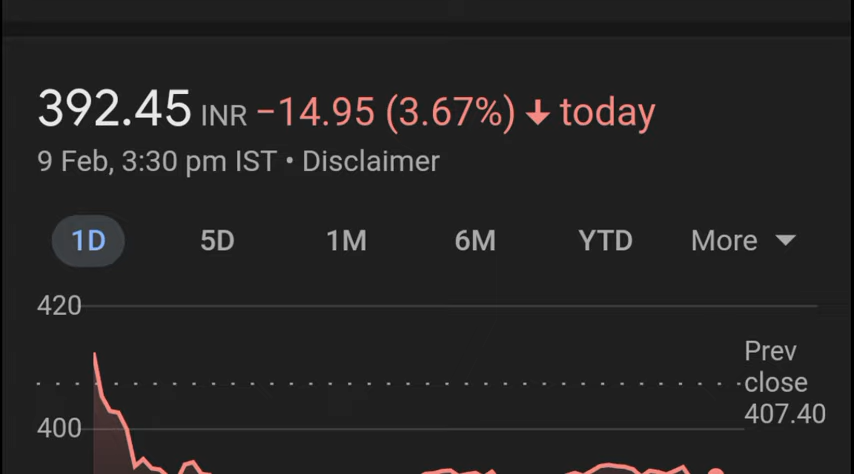 392.45 INR −14.95 (3.67%) ↓ today
9 Feb, 3:30 pm IST • Disclaimer
1D 5D 1M 6M YTD More
420
Prev
close
407.40
400